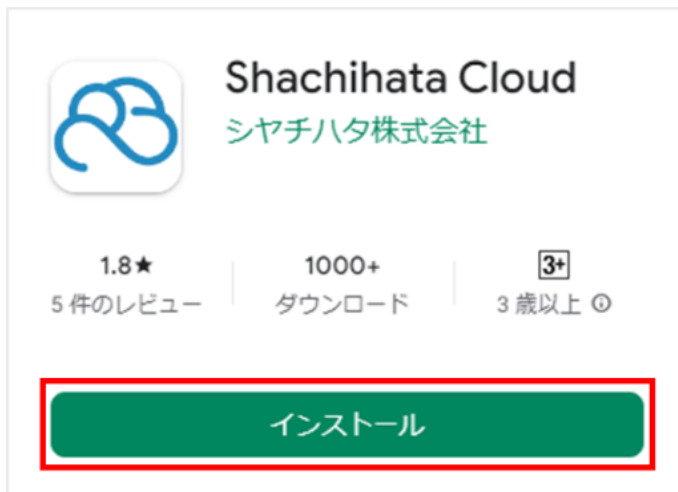 Shachihata Cloud
シヤチハタ株式会社
1.8★ 1000+ 3+
5 件のレビュー ダウンロード 3 歳以上
インストール